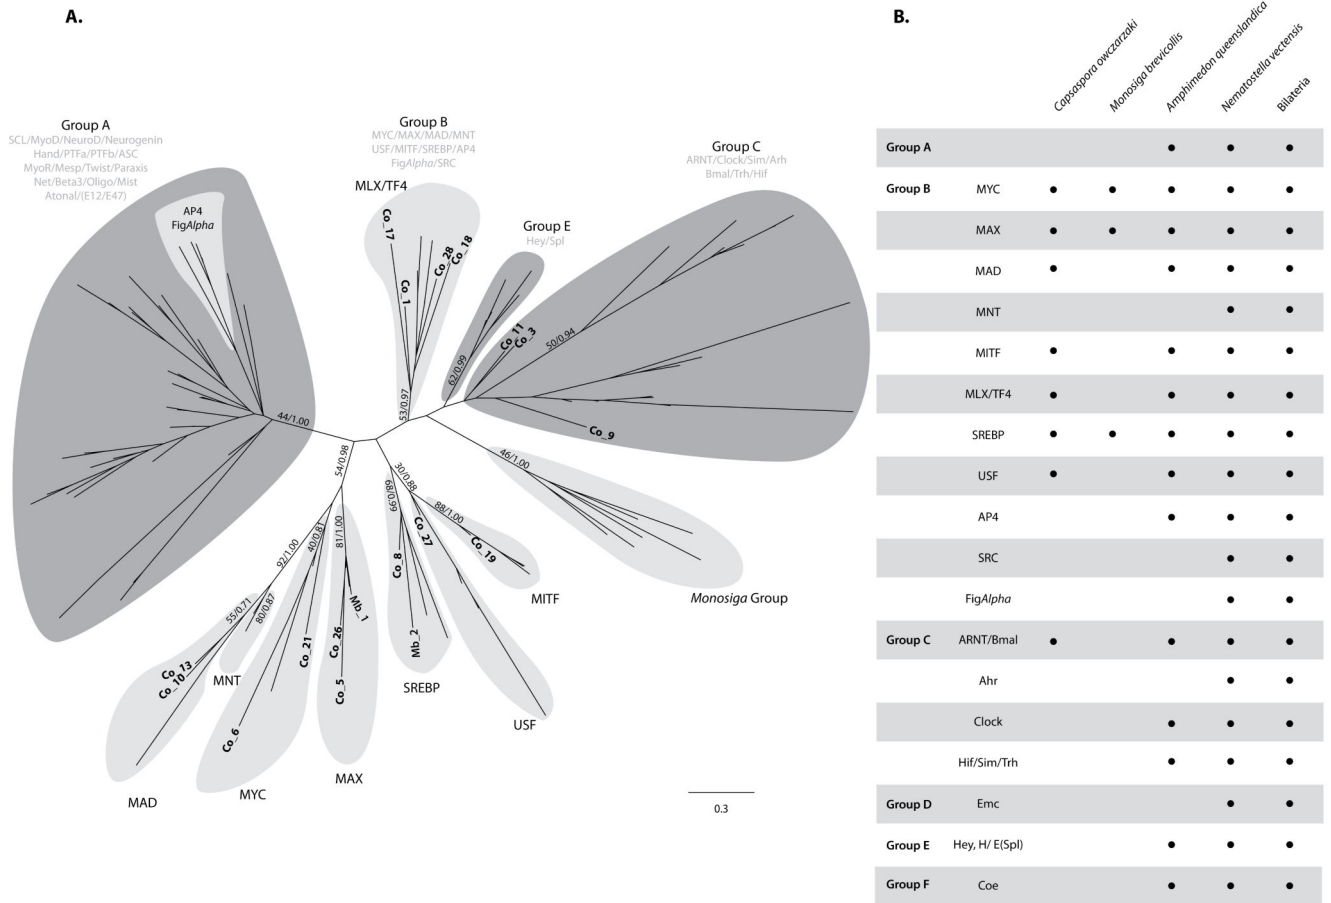 A.
Group A
SCL/MyoD/NeuroD/Neurogenin
Hand/PTFa/PTFb/ASC
MyoR/Mesp/Twist/Paraxis
Net/Beta3/Oligo/Mist
Atonal/(E12/E47)
AP4
FigAlpha
Group B
MYC/MAX/MAD/MNT
USF/MITF/SREBP/AP4
FigAlpha/SRC
MLX/TF4
Co_17
Co_1
Co_28
Co_18
Group E
Hey/Spl
Group C
ARNT/Clock/Sim/Arh
Bmal/Trh/Hif
Co_11
Co_3
50/0.94
62/0.99
53/0.97
Co_9
44/1.00
54/0.98
46/1.00
30/0.88
68/0.99
88/1.00
Co_27
Co_19
Co_8
Mb_2
81/1.00
40/0.81
92/1.00
Mb_1
Co_26
Co_5
Co_21
55/0.71
80/0.87
Co_13
Co_10
Co_6
MITF
Monosiga Group
MNT
SREBP
USF
MAX
MYC
MAD
0.3
B.
Capsaspora owczarzaki
Monosiga brevicollis
Amphimedon queenslandica
Nematostella vectensis
Bilateria
Group A
Group B MYC
MAX
MAD
MNT
MITF
MLX/TF4
SREBP
USF
AP4
SRC
FigAlpha
Group C ARNT/Bmal
Ahr
Clock
Hif/Sim/Trh
Group D Emc
Group E Hey, H/ E(Spl)
Group F Coe